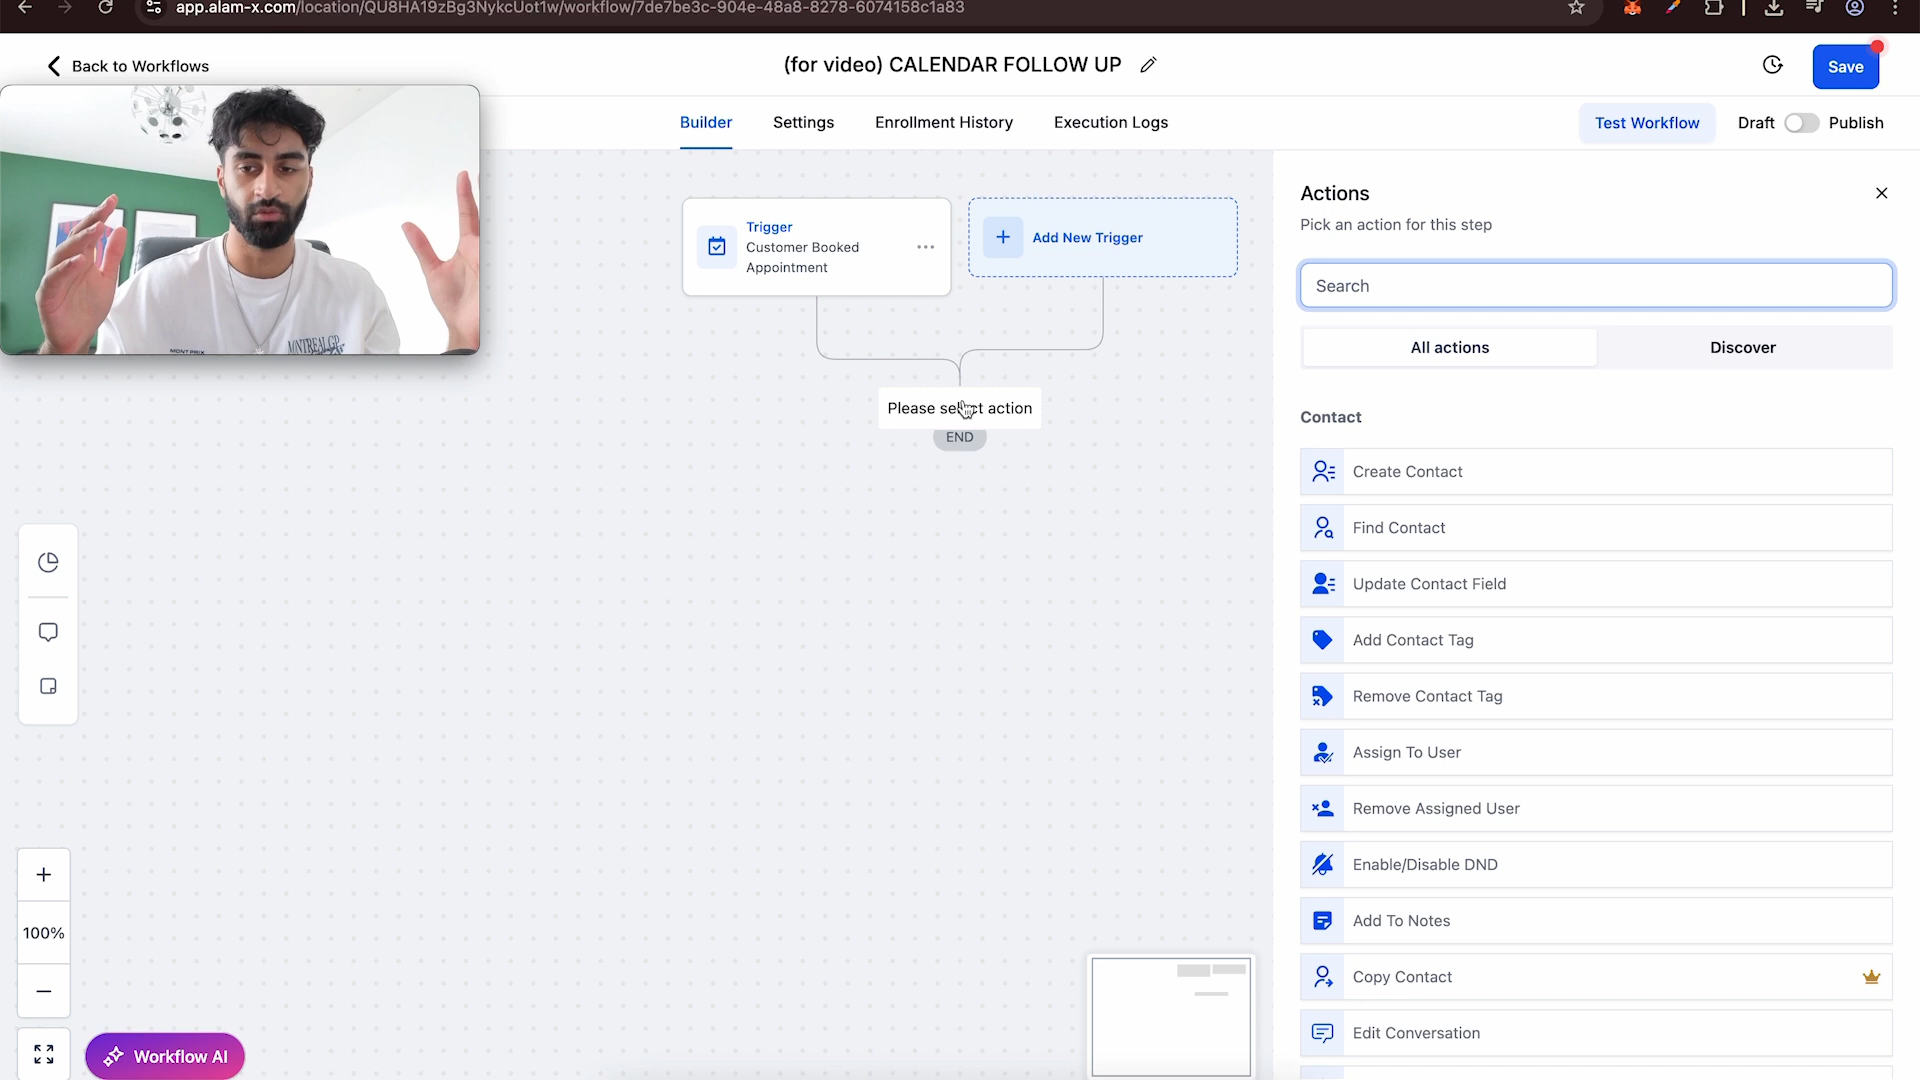 app.alam-x.com/location/QU8HA19zBg3NykcUot1w/workflow/7de7be3c-904e-48a8-8278-6074158c1a83
Back to Workflows
(for video) CALENDAR FOLLOW UP
Save
Builder
Settings
Enrollment History
Execution Logs
Test Workflow
Draft
Publish
MONT PRIX
MONTREAL GP
Trigger
Customer Booked
Appointment
Add New Trigger
Please select action
END
100%
Workflow AI
Actions
Pick an action for this step
Search
All actions
Discover
Contact
Create Contact
Find Contact
Update Contact Field
Add Contact Tag
Remove Contact Tag
Assign To User
Remove Assigned User
Enable/Disable DND
Add To Notes
Copy Contact
Edit Conversation